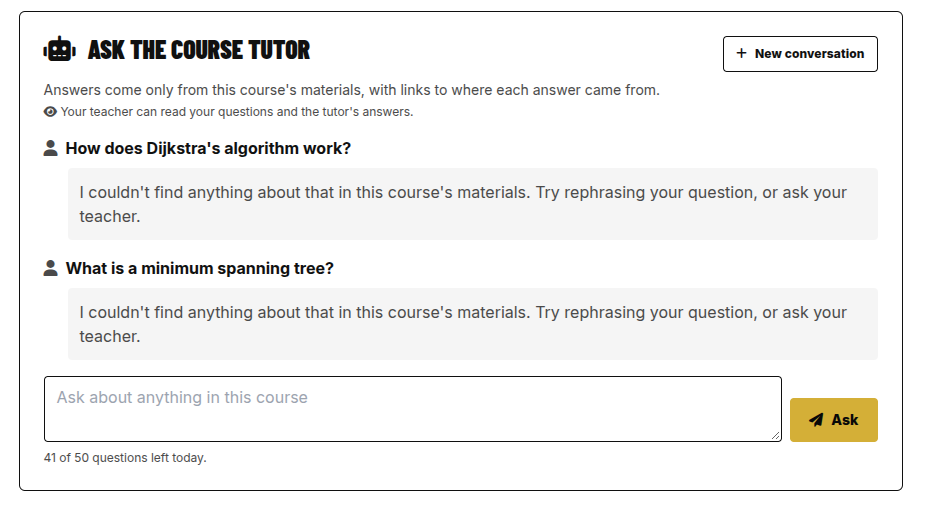 ASK THE COURSE TUTOR
+ New conversation
Answers come only from this course's materials, with links to where each answer came from.
Your teacher can read your questions and the tutor's answers.
How does Dijkstra's algorithm work?
I couldn't find anything about that in this course's materials. Try rephrasing your question, or ask your
teacher.
What is a minimum spanning tree?
I couldn't find anything about that in this course's materials. Try rephrasing your question, or ask your
teacher.
Ask about anything in this course
Ask
41 of 50 questions left today.